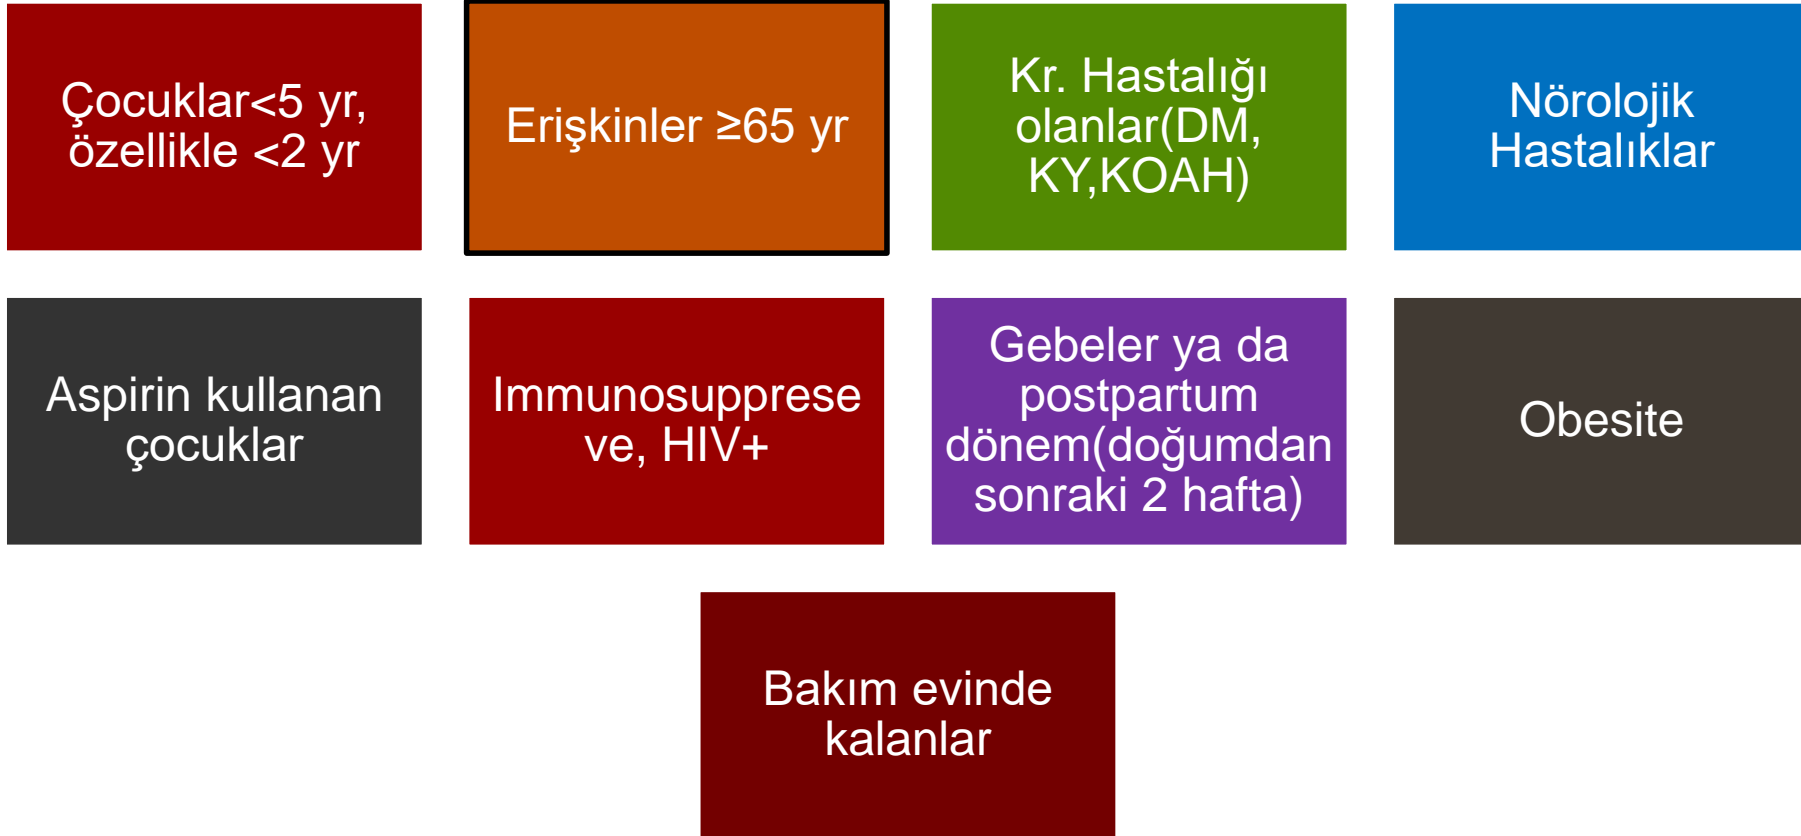 Çocuklar<5 yr,
özellikle <2 yr
Erişkinler ≥65 yr
Kr. Hastalığı
olanlar(DM,
KY,KOAH)
Nörolojik
Hastalıklar
Aspirin kullanan
çocuklar
Immunosupprese
ve, HIV+
Gebeler ya da
postpartum
dönem(doğumdan
sonraki 2 hafta)
Obesite
Bakım evinde
kalanlar